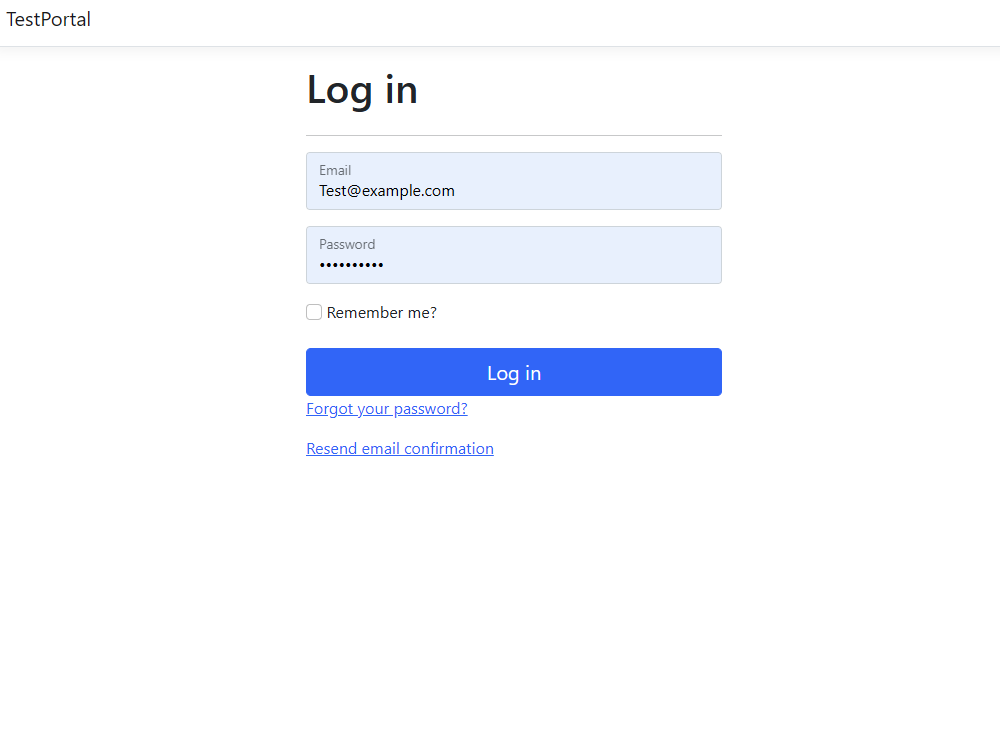 TestPortal
Log in
Email
Test@example.com
Password
••••••••••
Remember me?
Log in
Forgot your password?
Resend email confirmation